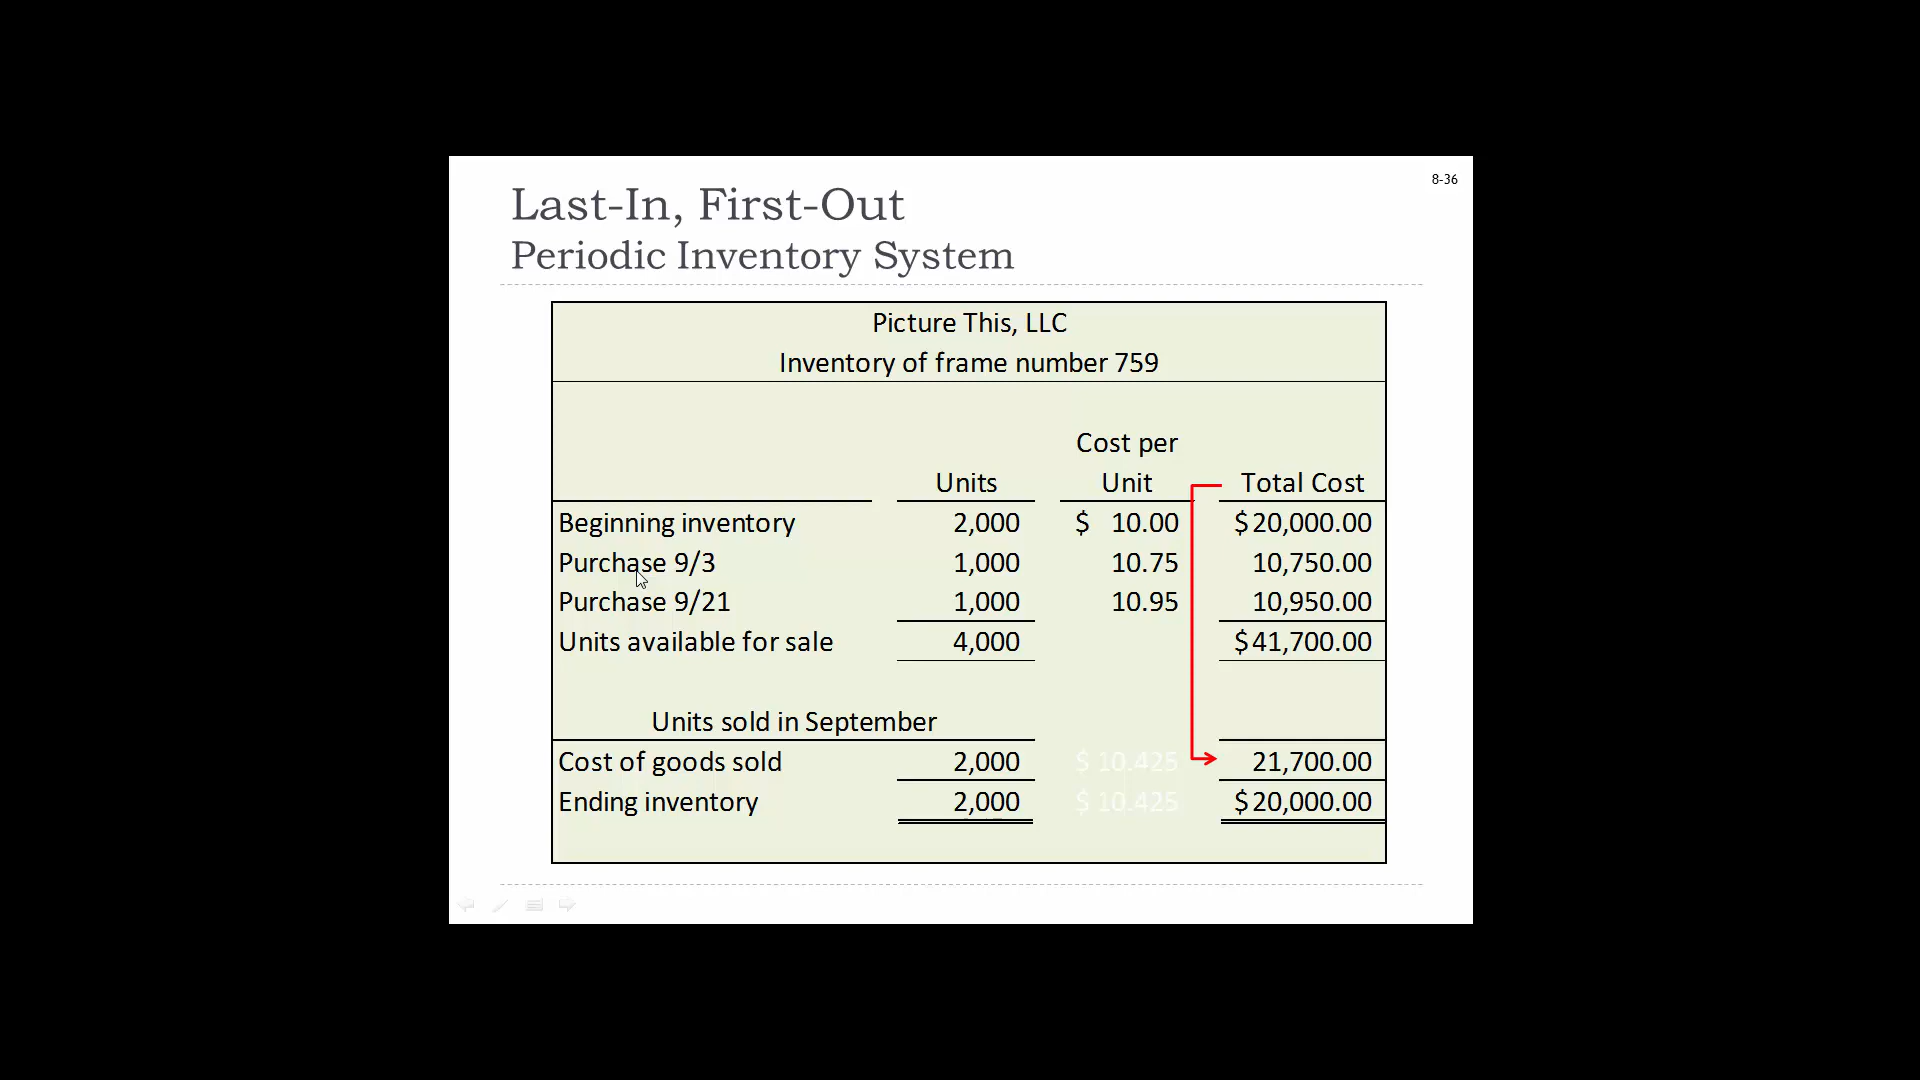 8-36
Last-In, First-Out
Periodic Inventory System
Picture This, LLC
Inventory of frame number 759
Cost per
Units Unit Total Cost
Beginning inventory 2,000 $ 10.00 $20,000.00
Purchase 9/3 1,000 10.75 10,750.00
Purchase 9/21 1,000 10.95 10,950.00
Units available for sale 4,000 $41,700.00
Units sold in September
Cost of goods sold 2,000 $ 10.425 21,700.00
Ending inventory 2,000 $ 10.425 $20,000.00